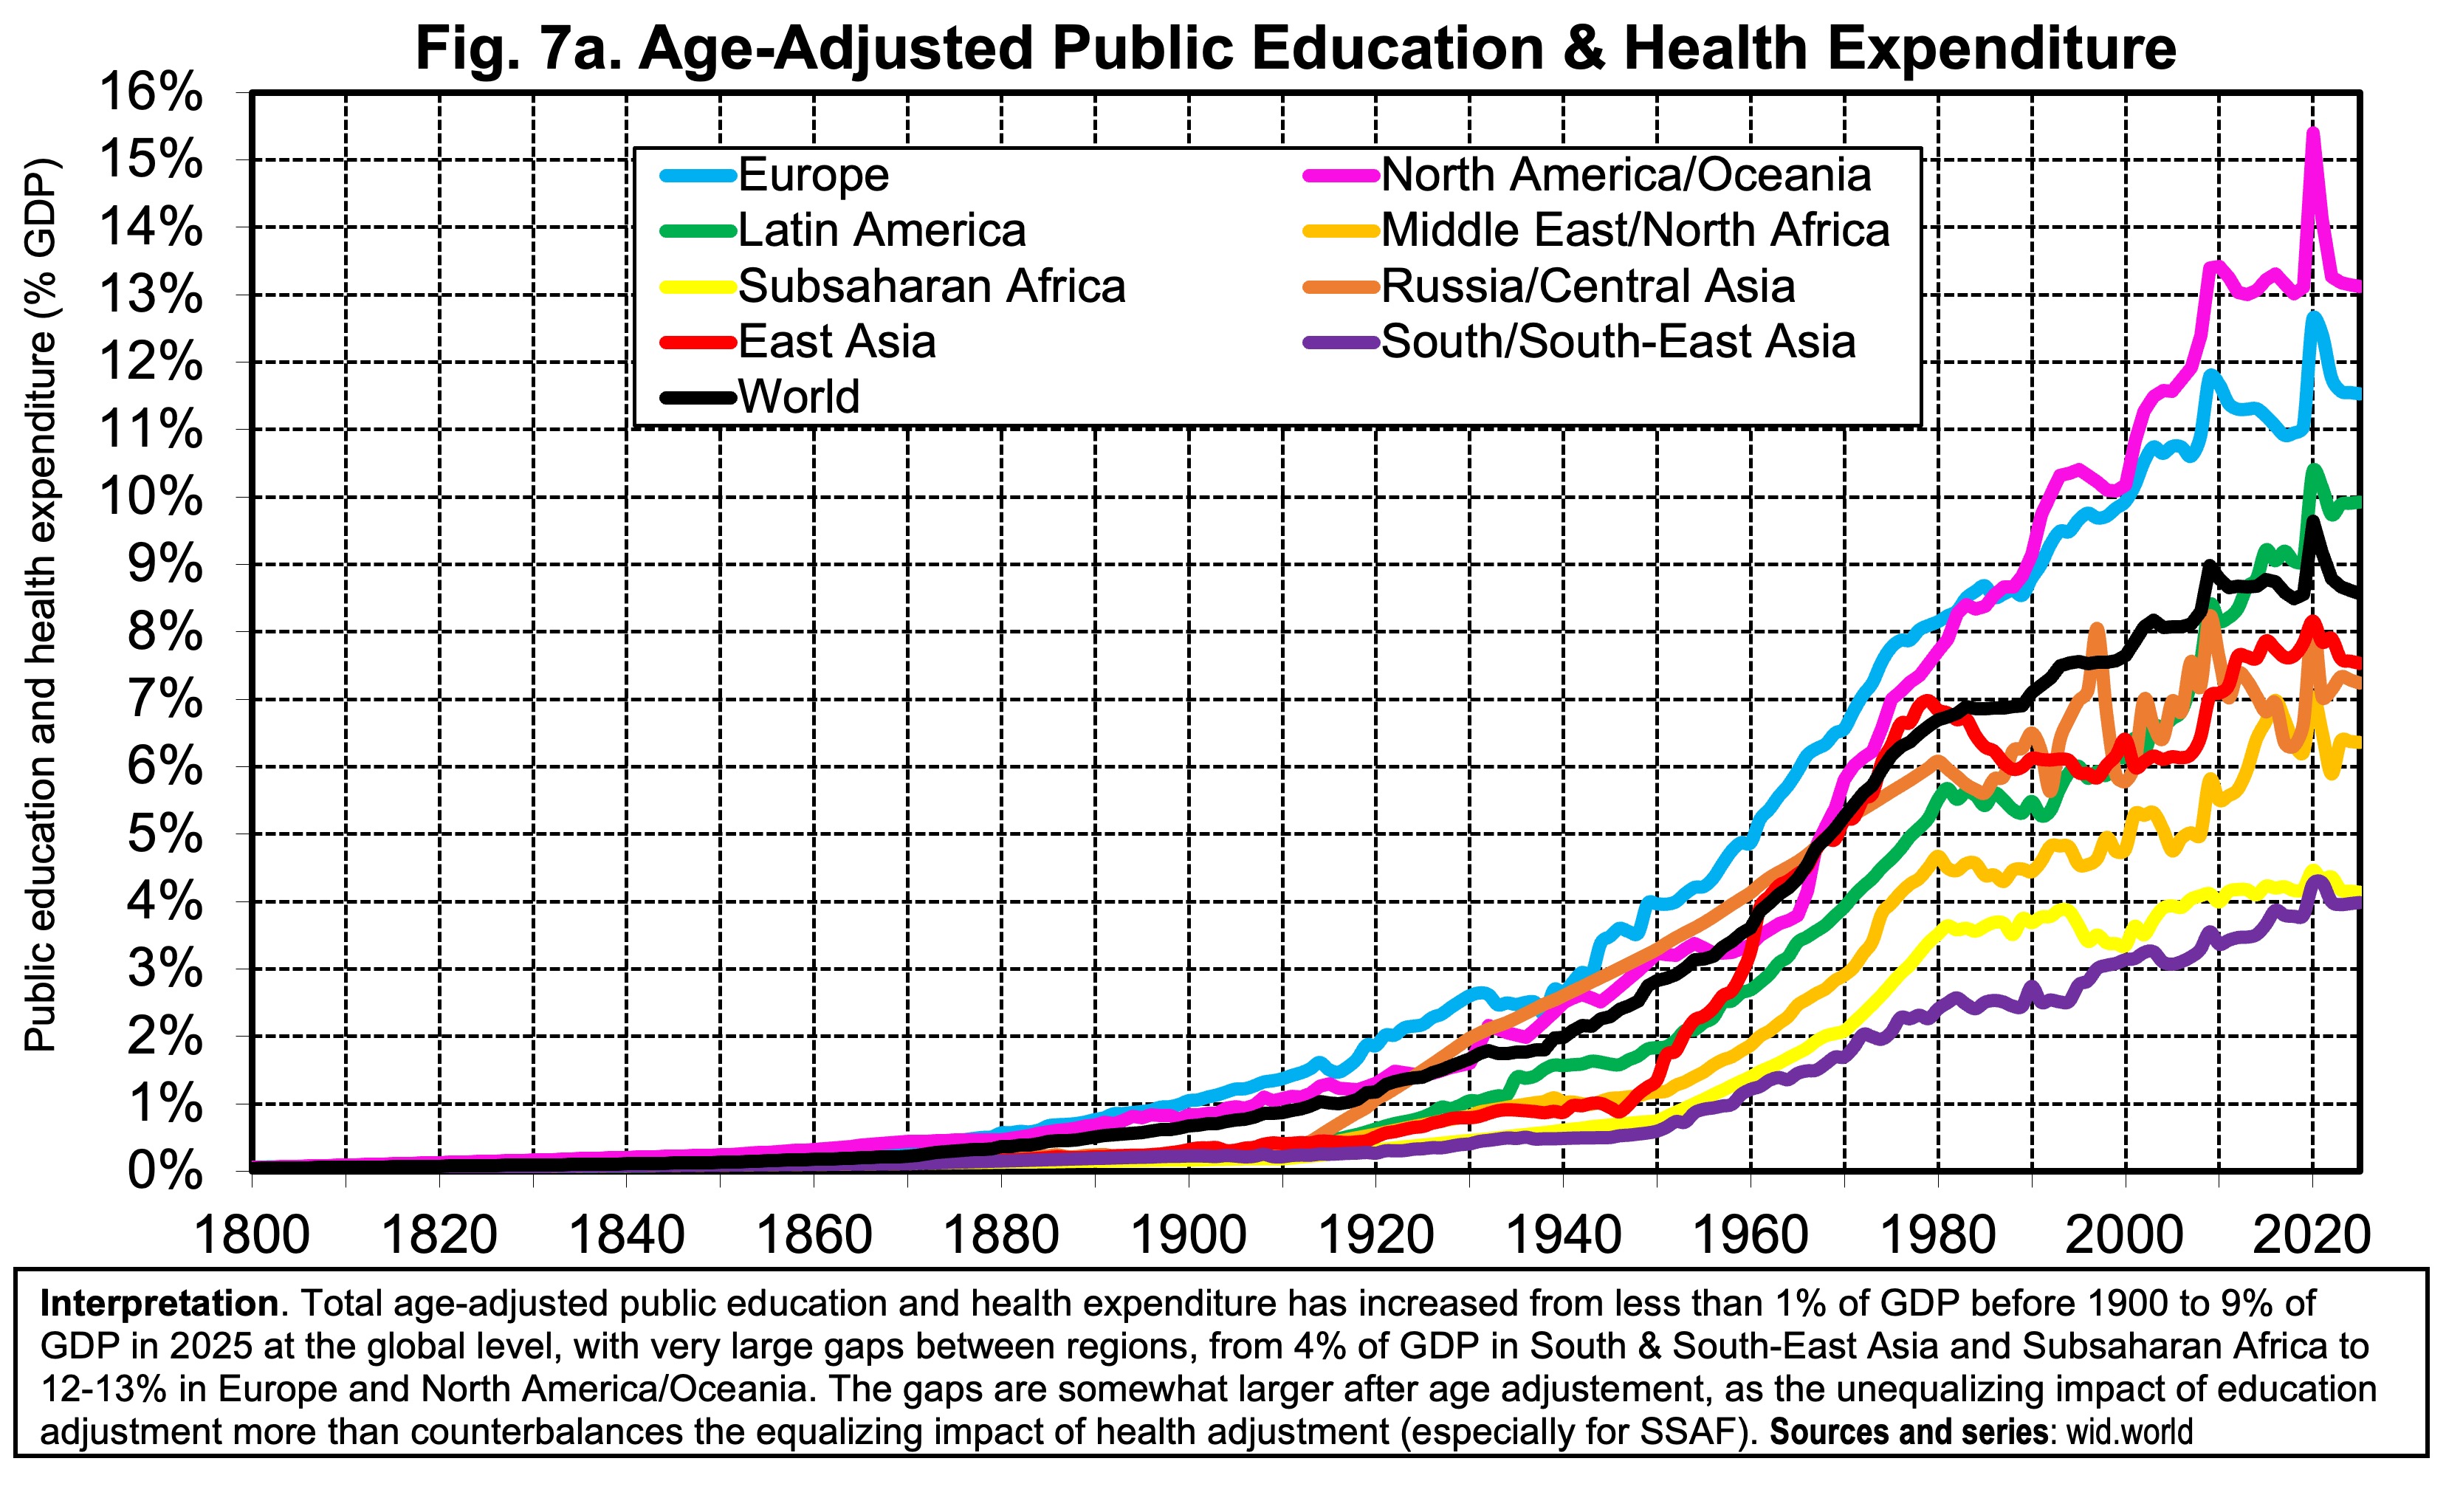 Fig. 7a. Age-Adjusted Public Education & Health Expenditure
Public education and health expenditure (% GDP)
16%
15%
14%
13%
12%
11%
10%
9%
8%
7%
6%
5%
4%
3%
2%
1%
0%
Europe
North America/Oceania
Latin America
Middle East/North Africa
Subsaharan Africa
Russia/Central Asia
East Asia
South/South-East Asia
World
1800 1820 1840 1860 1880 1900 1920 1940 1960 1980 2000 2020
Interpretation. Total age-adjusted public education and health expenditure has increased from less than 1% of GDP before 1900 to 9% of
GDP in 2025 at the global level, with very large gaps between regions, from 4% of GDP in South & South-East Asia and Subsaharan Africa to
12-13% in Europe and North America/Oceania. The gaps are somewhat larger after age adjustement, as the unequalizing impact of education
adjustment more than counterbalances the equalizing impact of health adjustment (especially for SSAF). Sources and series: wid.world